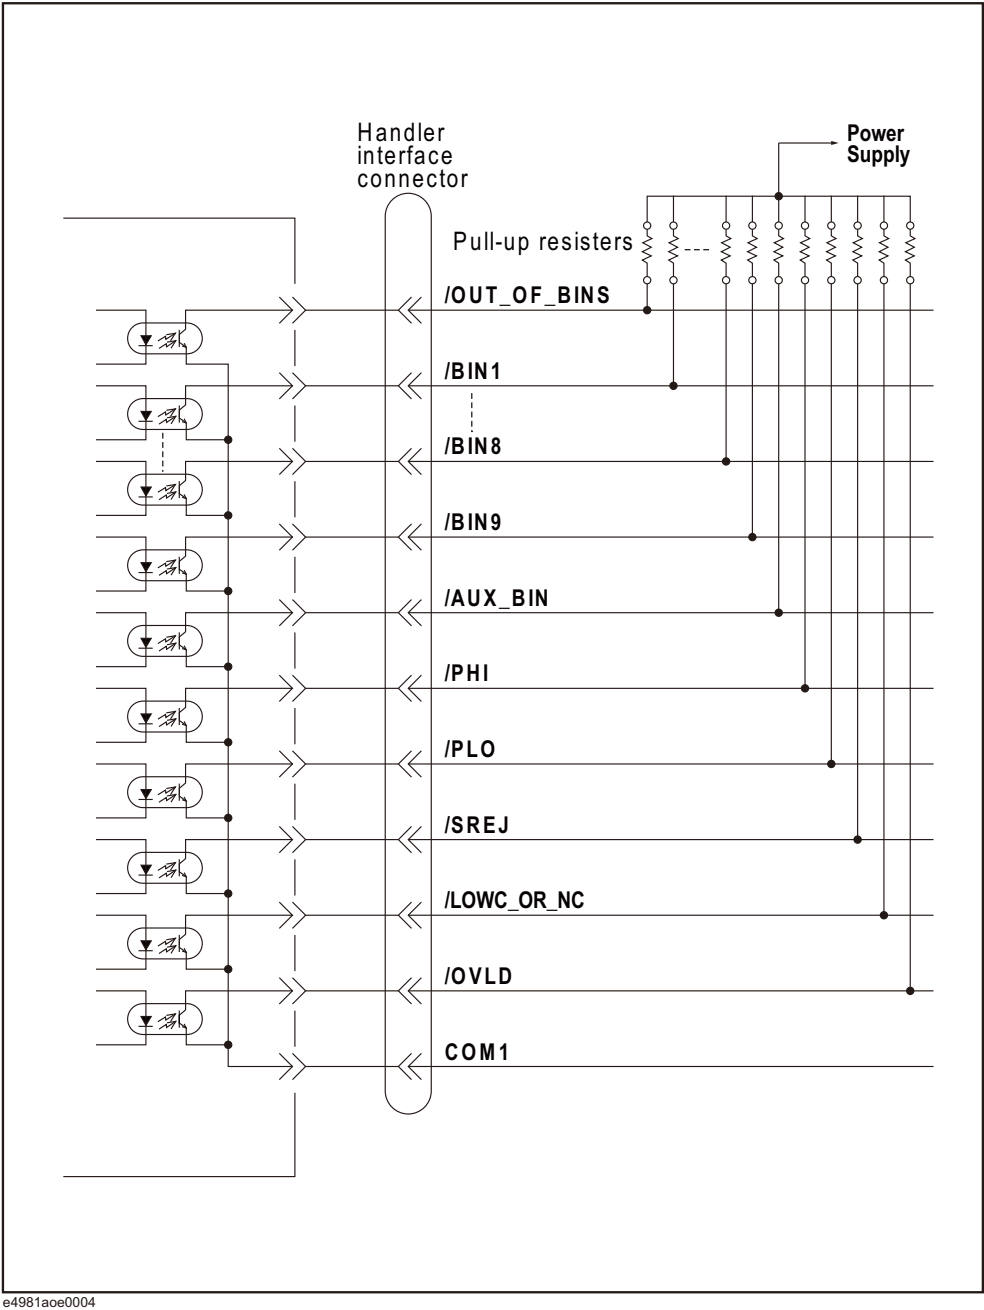 Handler
interface
connector
Power
Supply
Pull-up resisters
/OUT_OF_BINS
/BIN1
/BIN8
/BIN9
/AUX_BIN
/PHI
/PLO
/SREJ
/LOWC_OR_NC
/OVLD
COM1
e4981aoe0004